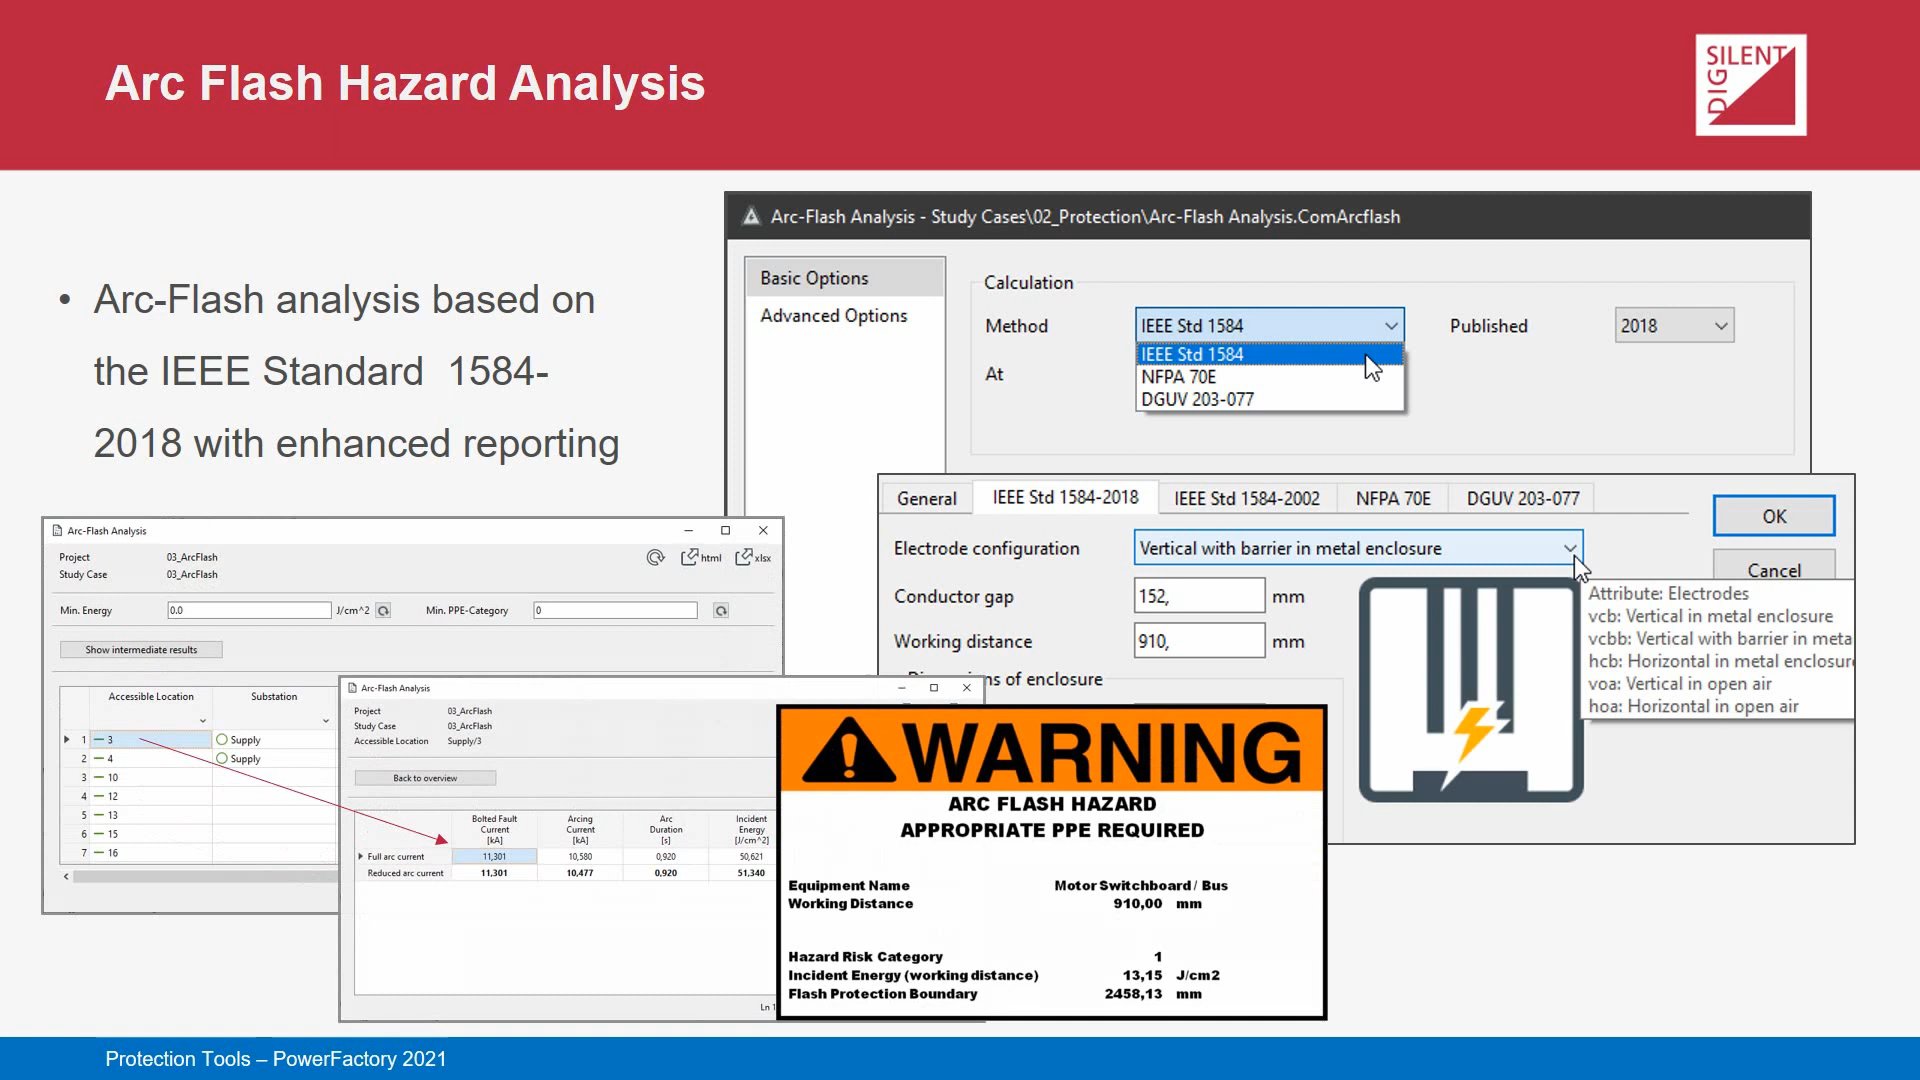 Arc Flash Hazard Analysis
DIG SILENT
• Arc-Flash analysis based on
the IEEE Standard 1584-
2018 with enhanced reporting
Arc-Flash Analysis - Study Cases\02_Protection\Arc-Flash Analysis.ComArcflash
Basic Options
Advanced Options
Calculation
Method IEEE Std 1584 Published 2018
IEEE Std 1584
At NFPA 70E
DGUV 203-077
General IEEE Std 1584-2018 IEEE Std 1584-2002 NFPA 70E DGUV 203-077
OK
Cancel
Electrode configuration Vertical with barrier in metal enclosure
Conductor gap 152, mm
Working distance 910, mm
ns of enclosure
Attribute: Electrodes
vcb: Vertical in metal enclosure
vcbb: Vertical with barrier in meta
hcb: Horizontal in metal enclosure
voa: Vertical in open air
hoa: Horizontal in open air
Arc-Flash Analysis
Project 03_ArcFlash
Study Case 03_ArcFlash
html xlsx
Min. Energy 0.0 J/cm^2 Min. PPE-Category 0
Show intermediate results
Accessible Location Substation
1 3 Supply
2 4 Supply
3 10
4 12
5 13
6 15
7 16
Arc-Flash Analysis
Project 03_ArcFlash
Study Case 03_ArcFlash
Accessible Location Supply/3
Back to overview
Bolted Fault Arcing Arc Incident
Current Current Duration Energy
[kA] [kA] [s] [J/cm^2]
Full arc current 11,301 10,580 0,920 50,621
Reduced arc current 11,301 10,477 0,920 51,340
Ln 1
WARNING
ARC FLASH HAZARD
APPROPRIATE PPE REQUIRED
Equipment Name Motor Switchboard / Bus
Working Distance 910,00 mm
Hazard Risk Category 1
Incident Energy (working distance) 13,15 J/cm2
Flash Protection Boundary 2458,13 mm
Protection Tools – PowerFactory 2021